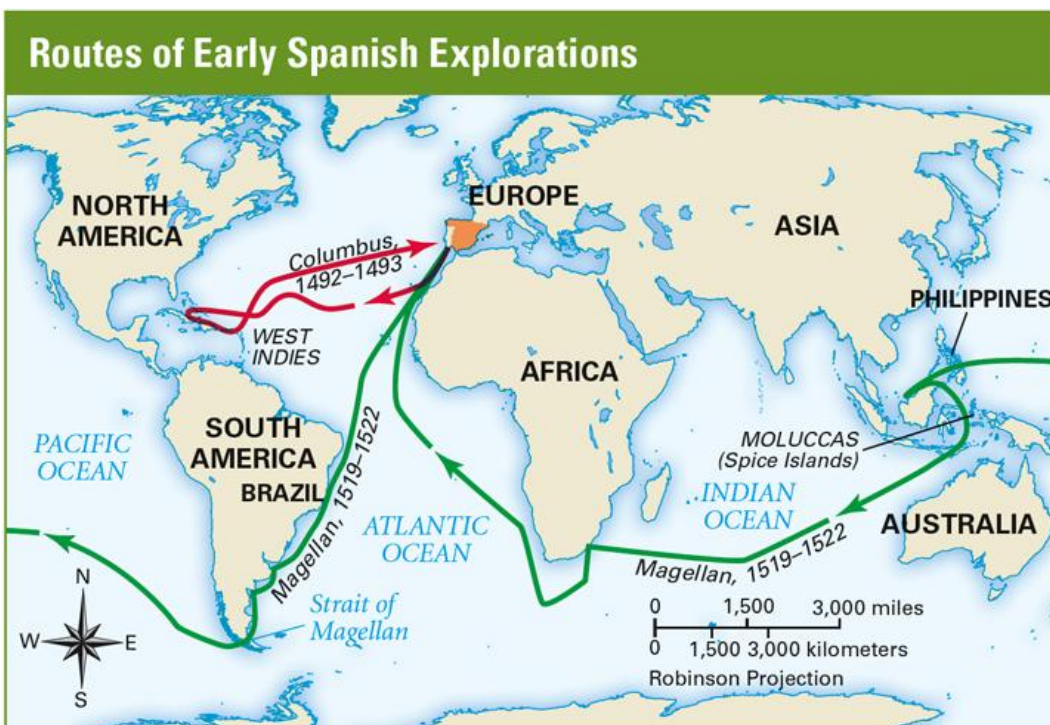 Routes of Early Spanish Explorations
NORTH
AMERICA
EUROPE
ASIA
Columbus,
1492–1493
WEST
INDIES
PHILIPPINES
AFRICA
SOUTH
AMERICA
BRAZIL
PACIFIC
OCEAN
MOLUCCAS
(Spice Islands)
Magellan, 1519–1522
ATLANTIC
OCEAN
INDIAN
OCEAN
AUSTRALIA
Magellan, 1519–1522
Strait of
Magellan
N
W E
S
0 1,500 3,000 miles
0 1,500 3,000 kilometers
Robinson Projection